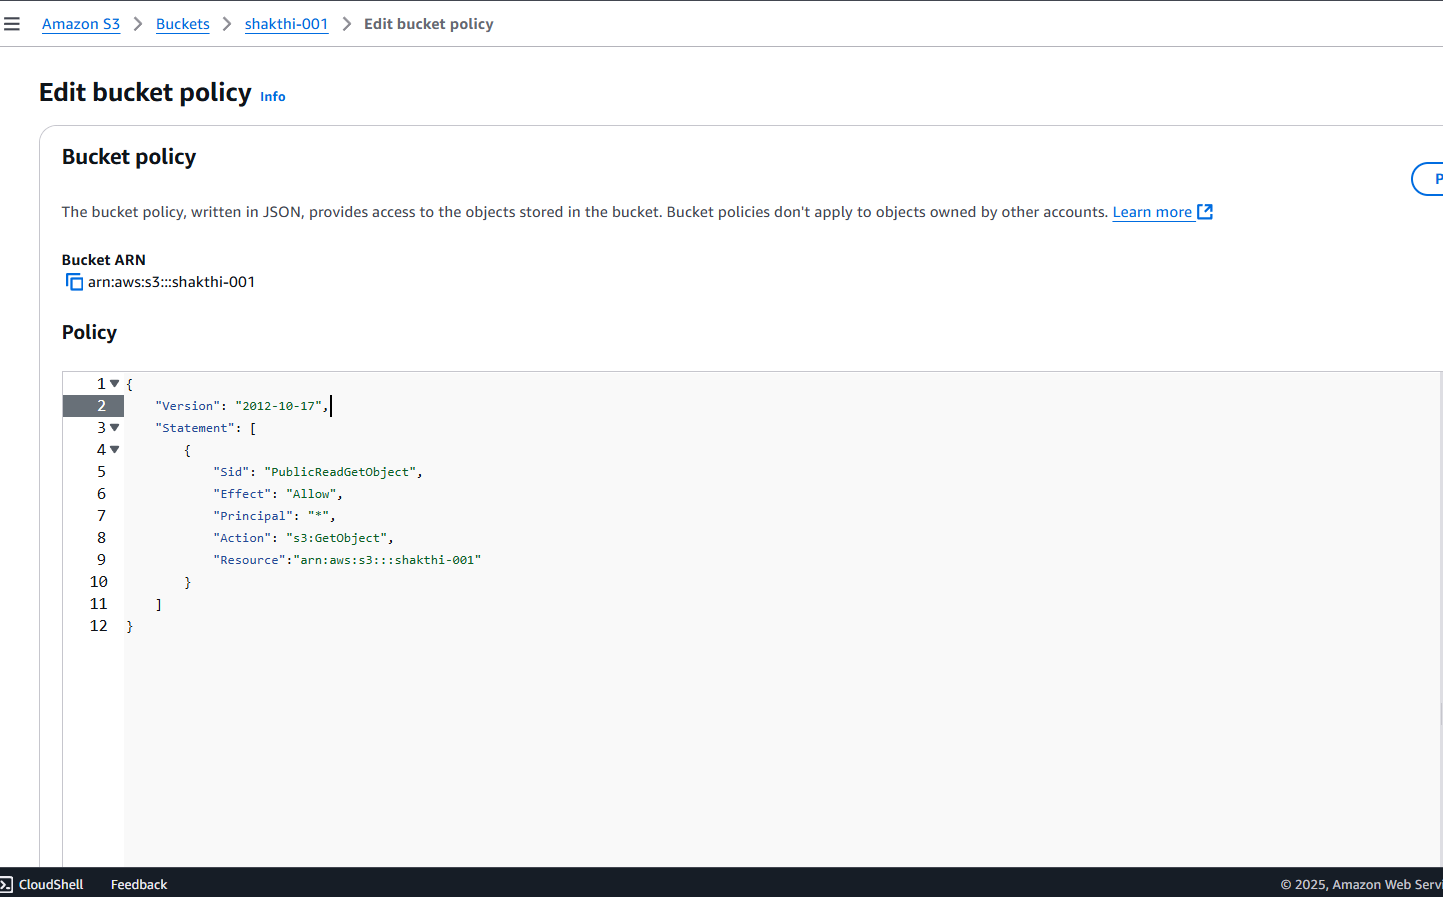 Amazon S3 > Buckets > shakthi-001 > Edit bucket policy
Edit bucket policy Info
Bucket policy
P
The bucket policy, written in JSON, provides access to the objects stored in the bucket. Bucket policies don't apply to objects owned by other accounts. Learn more
Bucket ARN
arn:aws:s3:::shakthi-001
Policy
1 {
2 "Version": "2012-10-17",
3 "Statement": [
4 {
5 "Sid": "PublicReadGetObject",
6 "Effect": "Allow",
7 "Principal": "*",
8 "Action": "s3:GetObject",
9 "Resource":"arn:aws:s3:::shakthi-001"
10 }
11 ]
12 }
CloudShell Feedback © 2025, Amazon Web Servi